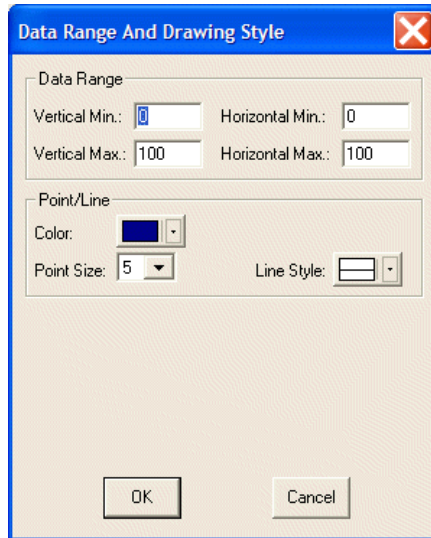 Data Range And Drawing Style
Data Range
Vertical Min.: 0 Horizontal Min.: 0
Vertical Max.: 100 Horizontal Max.: 100
Point/Line
Color:
Point Size: 5 Line Style:
OK Cancel